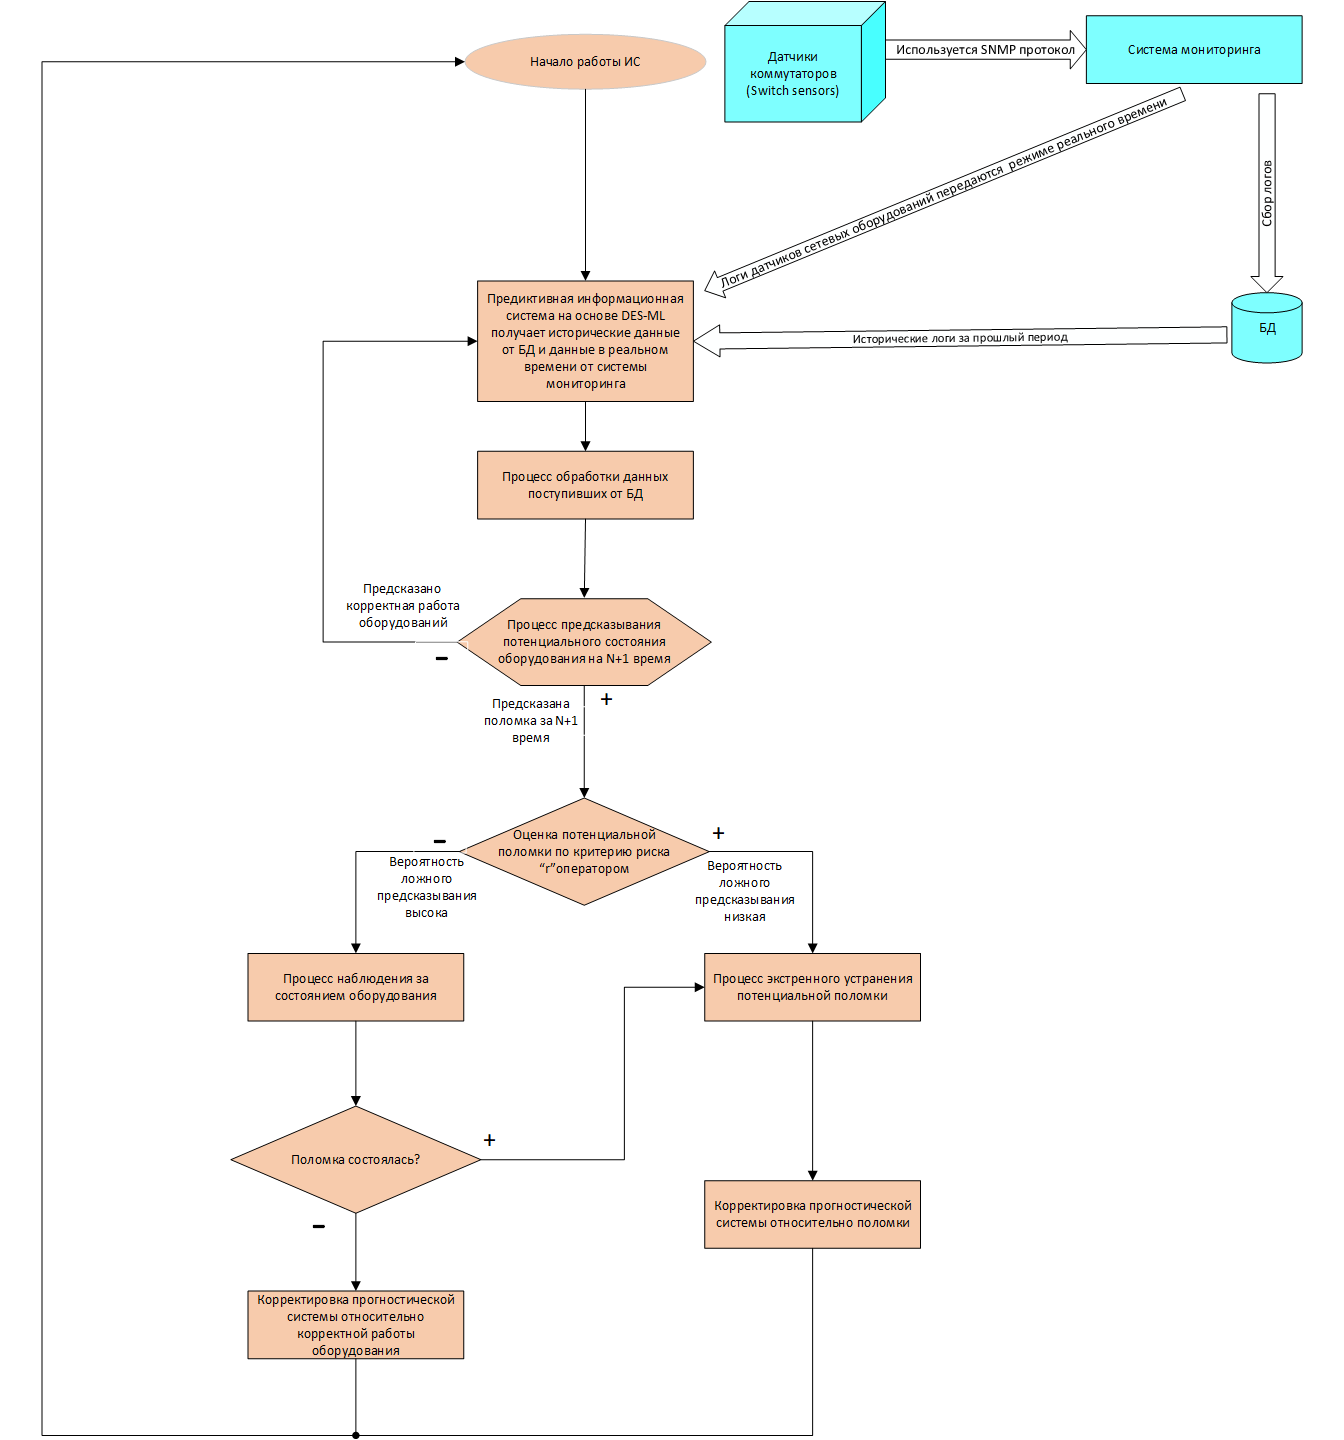 Начало работы ИС
Датчики
коммутаторов
(Switch sensors)
Используется SNMP протокол
Система мониторинга
Логи датчиков сетевых оборудований передаются режиме реального времени
Сбор логов
БД
Исторические логи за прошлый период
Предиктивная информационная
система на основе DES-ML
получает исторические данные
от БД и данные в реальном
времени от системы
мониторинга
Процесс обработки данных
поступивших от БД
Предсказано
корректная работа
оборудований
–
Процесс предсказывания
потенциального состояния
оборудования на N+1 время
+
Предсказана
поломка за N+1
время
Оценка потенциальной
поломки по критерию риска
“r”оператором
–
Вероятность
ложного
предсказывания
высока
+
Вероятность
ложного
предсказывания
низкая
Процесс наблюдения за
состоянием оборудования
Процесс экстренного устранения
потенциальной поломки
Поломка состоялась?
+
–
Корректировка прогностической
системы относительно поломки
Корректировка прогностической
системы относительно
корректной работы
оборудования